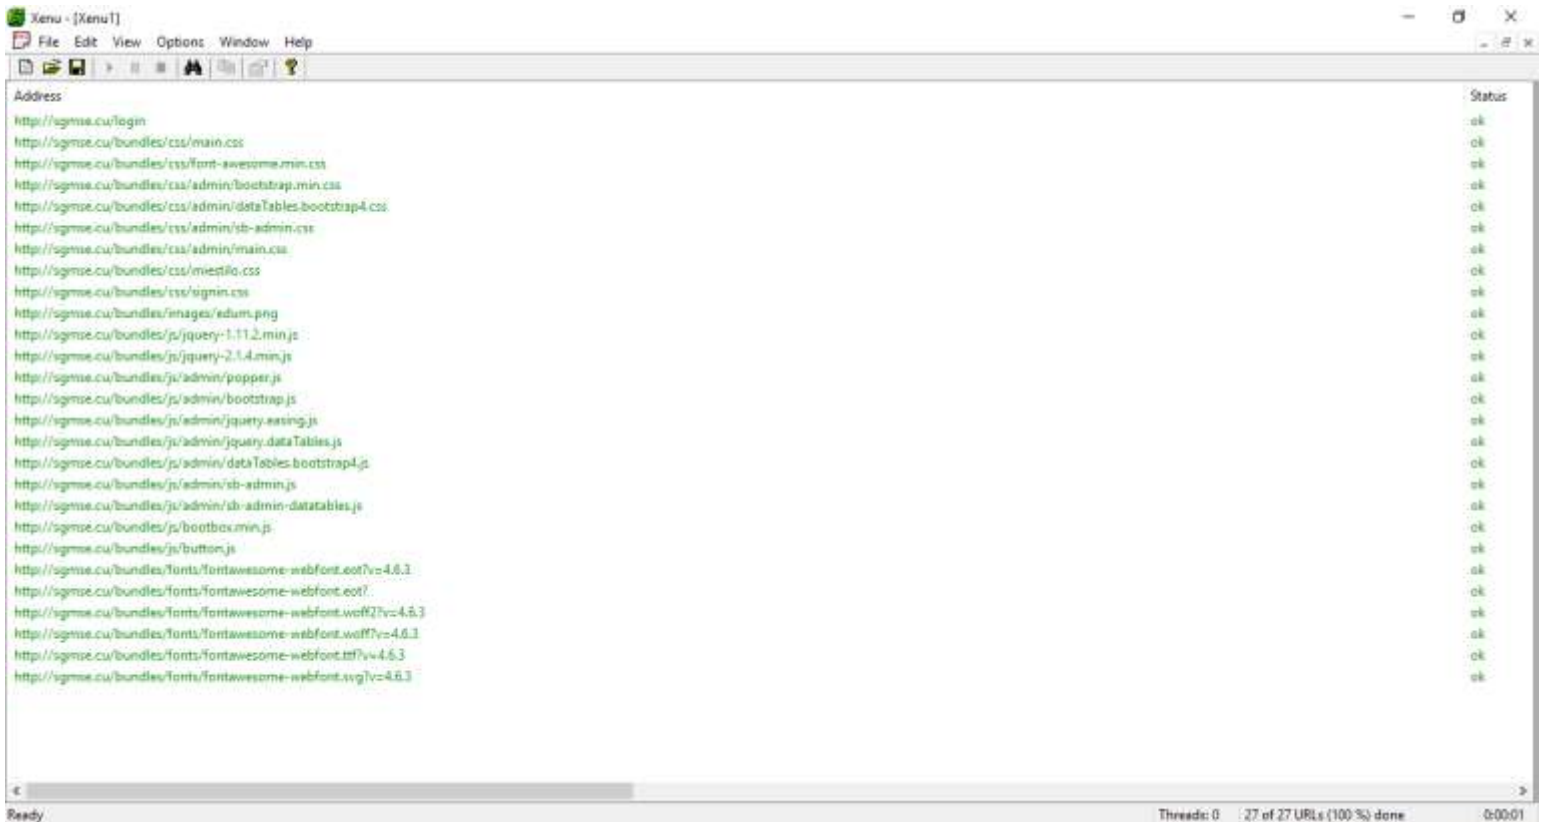 Xenu - [Xenu1]
File Edit View Options Window Help
Address Status
http://sgmse.cu/login ok
http://sgmse.cu/bundles/css/main.css ok
http://sgmse.cu/bundles/css/font-awesome.min.css ok
http://sgmse.cu/bundles/css/admin/bootstrap.min.css ok
http://sgmse.cu/bundles/css/admin/dataTables.bootstrap4.css ok
http://sgmse.cu/bundles/css/admin/sb-admin.css ok
http://sgmse.cu/bundles/css/admin/main.css ok
http://sgmse.cu/bundles/css/miestilo.css ok
http://sgmse.cu/bundles/css/signin.css ok
http://sgmse.cu/bundles/images/edum.png ok
http://sgmse.cu/bundles/js/jquery-1.11.2.min.js ok
http://sgmse.cu/bundles/js/jquery-2.1.4.min.js ok
http://sgmse.cu/bundles/js/admin/popper.js ok
http://sgmse.cu/bundles/js/admin/bootstrap.js ok
http://sgmse.cu/bundles/js/admin/jquery.easing.js ok
http://sgmse.cu/bundles/js/admin/jquery.dataTables.js ok
http://sgmse.cu/bundles/js/admin/dataTables.bootstrap4.js ok
http://sgmse.cu/bundles/js/admin/sb-admin.js ok
http://sgmse.cu/bundles/js/admin/sb-admin-datatables.js ok
http://sgmse.cu/bundles/js/bootbox.min.js ok
http://sgmse.cu/bundles/js/button.js ok
http://sgmse.cu/bundles/fonts/fontawesome-webfont.eot?v=4.6.3 ok
http://sgmse.cu/bundles/fonts/fontawesome-webfont.eot? ok
http://sgmse.cu/bundles/fonts/fontawesome-webfont.woff2?v=4.6.3 ok
http://sgmse.cu/bundles/fonts/fontawesome-webfont.woff?v=4.6.3 ok
http://sgmse.cu/bundles/fonts/fontawesome-webfont.ttf?v=4.6.3 ok
http://sgmse.cu/bundles/fonts/fontawesome-webfont.svg?v=4.6.3 ok
Ready Threads: 0 27 of 27 URLs (100 %) done 0:00:01